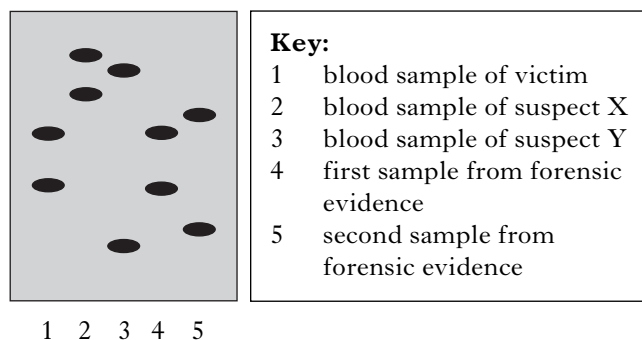 Key:
1 blood sample of victim
2 blood sample of suspect X
3 blood sample of suspect Y
4 first sample from forensic
evidence
5 second sample from
forensic evidence
1 2 3 4 5